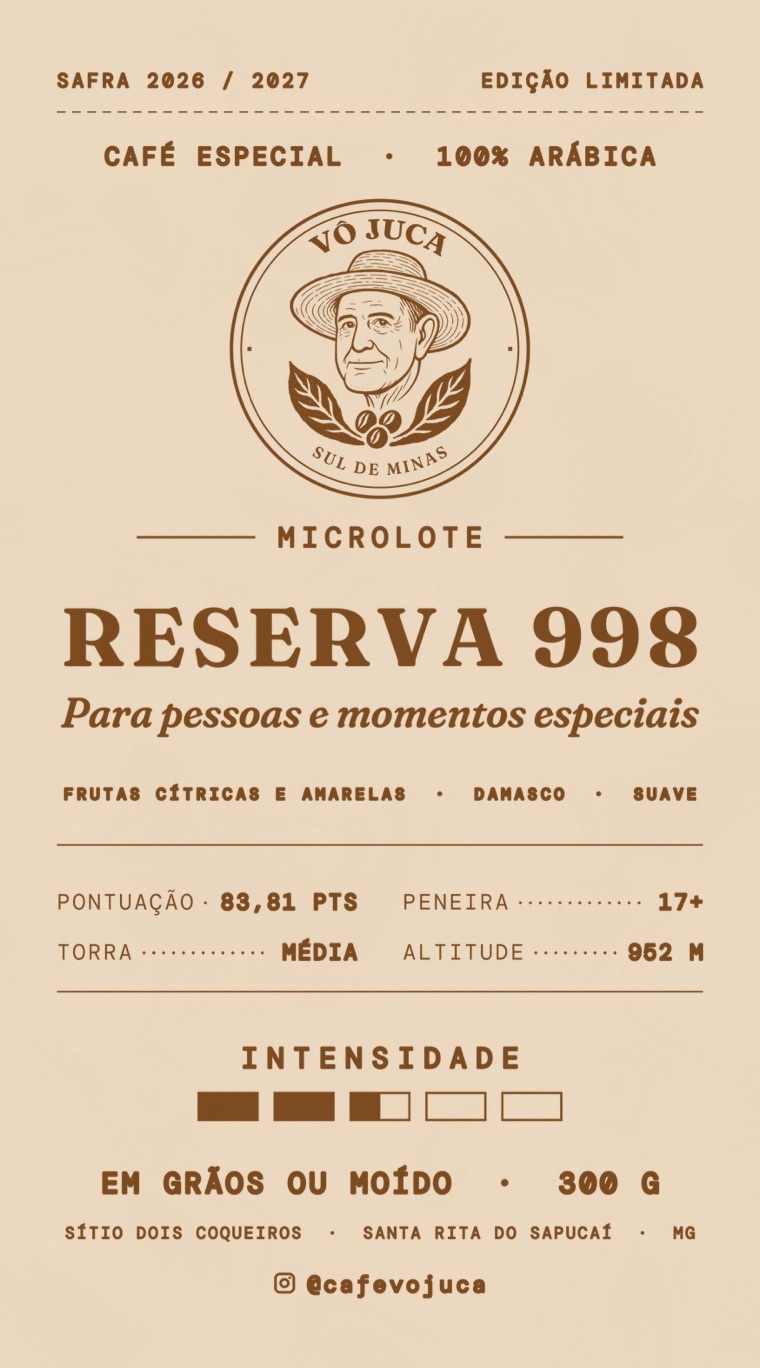 SAFRA 2026 / 2027 EDIÇÃO LIMITADA
CAFÉ ESPECIAL · 100% ARÁBICA
VÔ JUCA
SUL DE MINAS
MICROLOTE
RESERVA 998
Para pessoas e momentos especiais
FRUTAS CÍTRICAS E AMARELAS · DAMASCO · SUAVE
PONTUAÇÃO · 83,81 PTS PENEIRA ············· 17+
TORRA ············· MÉDIA ALTITUDE ········· 952 M
INTENSIDADE
EM GRÃOS OU MOÍDO · 300 G
SÍTIO DOIS COQUEIROS · SANTA RITA DO SAPUCAÍ · MG
@cafevojuca